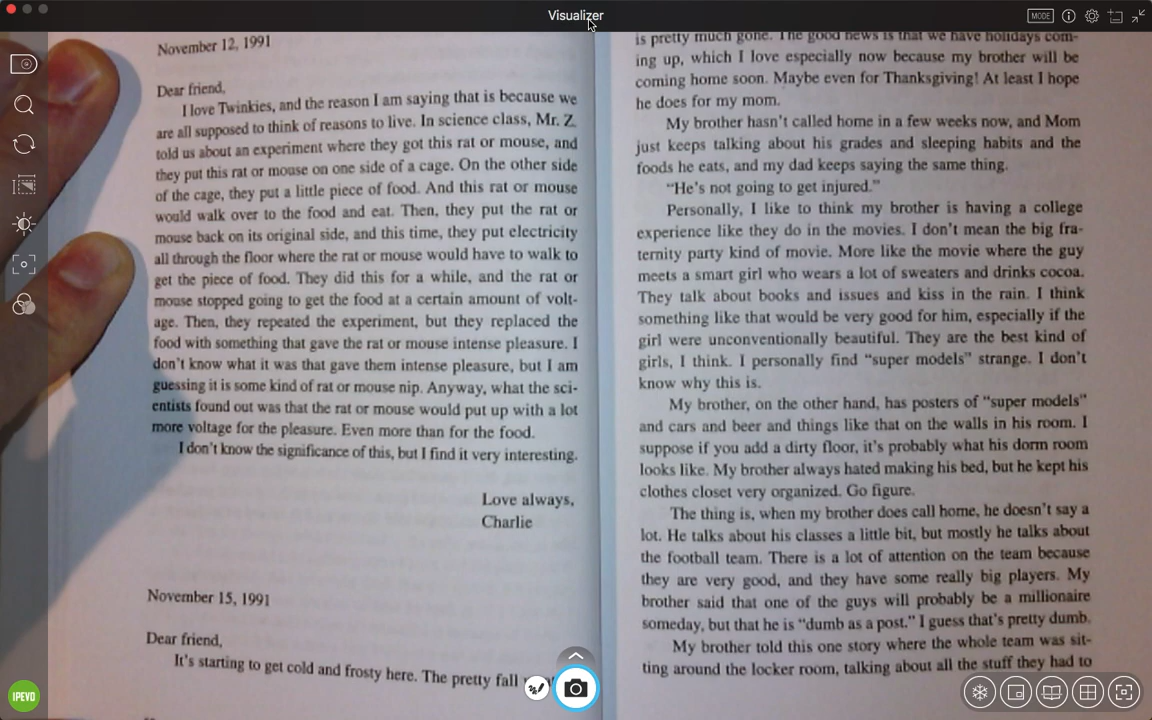 Visualizer
MODE
November 12, 1991
Dear friend,
I love Twinkies, and the reason I am saying that is because we
are all supposed to think of reasons to live. In science class, Mr. Z.
told us about an experiment where they got this rat or mouse, and
they put this rat or mouse on one side of a cage. On the other side
of the cage, they put a little piece of food. And this rat or mouse
would walk over to the food and eat. Then, they put the rat or
mouse back on its original side, and this time, they put electricity
all through the floor where the rat or mouse would have to walk to
get the piece of food. They did this for a while, and the rat or
mouse stopped going to get the food at a certain amount of volt-
age. Then, they repeated the experiment, but they replaced the
food with something that gave the rat or mouse intense pleasure. I
don't know what it was that gave them intense pleasure, but I am
guessing it is some kind of rat or mouse nip. Anyway, what the sci-
entists found out was that the rat or mouse would put up with a lot
more voltage for the pleasure. Even more than for the food.
I don't know the significance of this, but I find it very interesting.
Love always,
Charlie
November 15, 1991
Dear friend,
It's starting to get cold and frosty here. The pretty fall
is pretty much gone. The good news is that we have holidays com-
ing up, which I love especially now because my brother will be
coming home soon. Maybe even for Thanksgiving! At least I hope
he does for my mom.
My brother hasn't called home in a few weeks now, and Mom
just keeps talking about his grades and sleeping habits and the
foods he eats, and my dad keeps saying the same thing.
"He's not going to get injured."
Personally, I like to think my brother is having a college
experience like they do in the movies. I don't mean the big fra-
ternity party kind of movie. More like the movie where the guy
meets a smart girl who wears a lot of sweaters and drinks cocoa.
They talk about books and issues and kiss in the rain. I think
something like that would be very good for him, especially if the
girl were unconventionally beautiful. They are the best kind of
girls, I think. I personally find "super models" strange. I don't
know why this is.
My brother, on the other hand, has posters of "super models"
and cars and beer and things like that on the walls in his room. I
suppose if you add a dirty floor, it's probably what his dorm room
looks like. My brother always hated making his bed, but he kept his
clothes closet very organized. Go figure.
The thing is, when my brother does call home, he doesn't say a
lot. He talks about his classes a little bit, but mostly he talks about
the football team. There is a lot of attention on the team because
they are very good, and they have some really big players. My
brother said that one of the guys will probably be a millionaire
someday, but that he is "dumb as a post." I guess that's pretty dumb.
My brother told this one story where the whole team was sit-
ting around the locker room, talking about all the stuff they had to
IPEVO